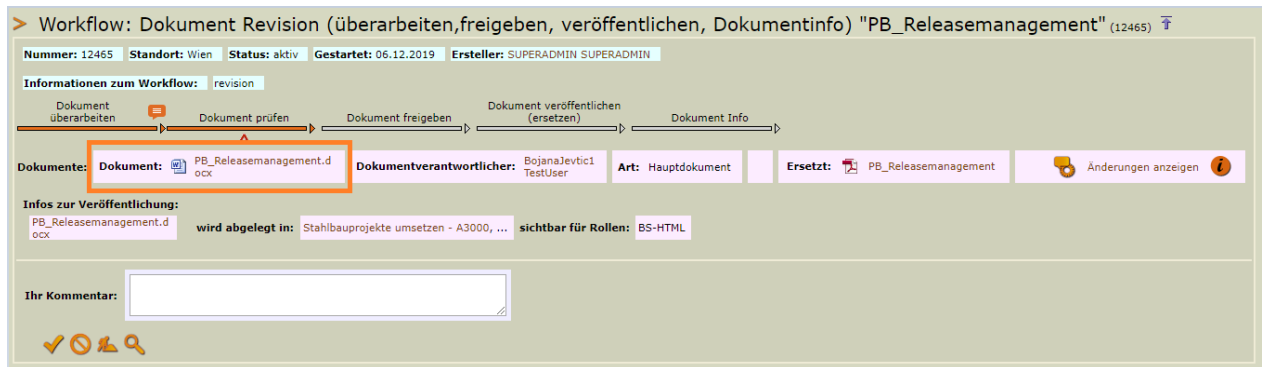 > Workflow: Dokument Revision (überarbeiten,freigeben, veröffentlichen, Dokumentinfo) "PB_Releasemanagement" (12465)
Nummer: 12465 Standort: Wien Status: aktiv Gestartet: 06.12.2019 Ersteller: SUPERADMIN SUPERADMIN
Informationen zum Workflow: revision
Dokument überarbeiten Dokument prüfen Dokument freigeben Dokument veröffentlichen (ersetzen) Dokument Info
Dokumente: Dokument: PB_Releasemanagement.d ocx Dokumentverantwortlicher: BojanaJevtic1 TestUser Art: Hauptdokument Ersetzt: PB_Releasemanagement Änderungen anzeigen i
Infos zur Veröffentlichung:
PB_Releasemanagement.d ocx wird abgelegt in: Stahlbauprojekte umsetzen - A3000, ... sichtbar für Rollen: BS-HTML
Ihr Kommentar: